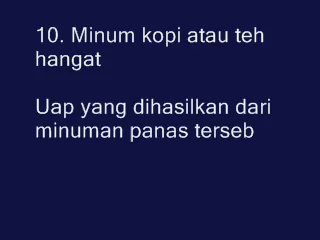 10. Minum kopi atau teh
hangat
Uap yang dihasilkan dari
minuman panas terseb